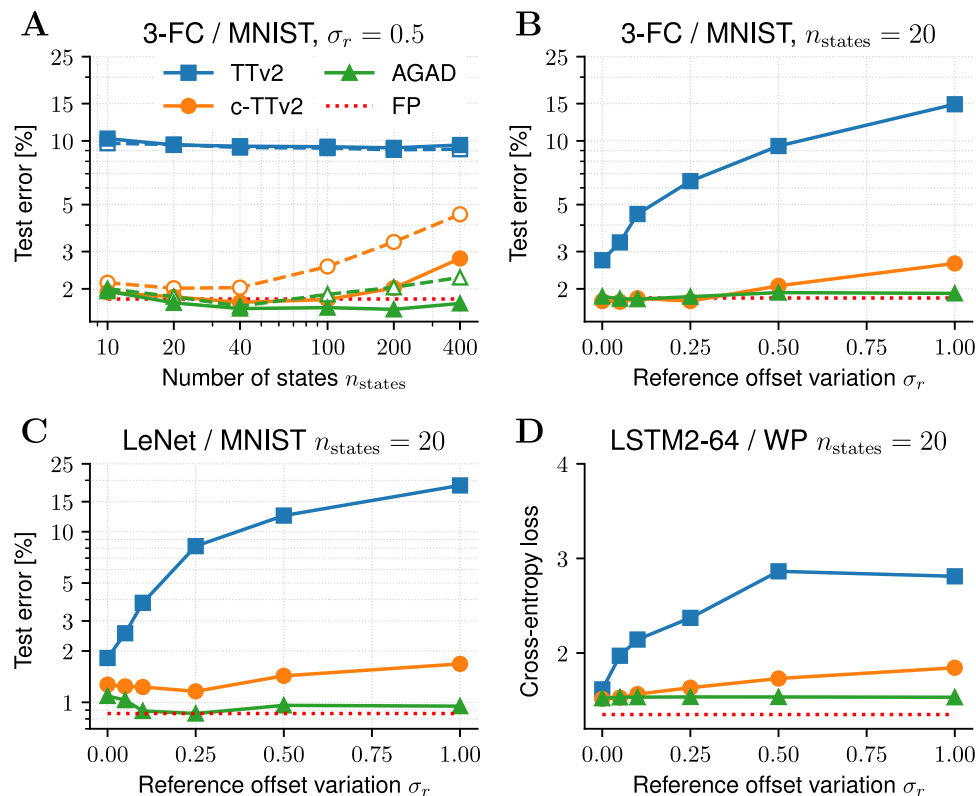 A
3-FC / MNIST, σr = 0.5
TTv2
AGAD
c-TTv2
FP
Test error [%]
25
15
10
5
3
2
10
20
40
100
200
400
Number of states nstates
B
3-FC / MNIST, nstates = 20
Test error [%]
25
15
10
5
3
2
0.00
0.25
0.50
0.75
1.00
Reference offset variation σr
C
LeNet / MNIST nstates = 20
Test error [%]
25
15
10
5
3
2
1
0.00
0.25
0.50
0.75
1.00
Reference offset variation σr
D
LSTM2-64 / WP nstates = 20
Cross-entropy loss
4
3
2
0.00
0.25
0.50
0.75
1.00
Reference offset variation σr